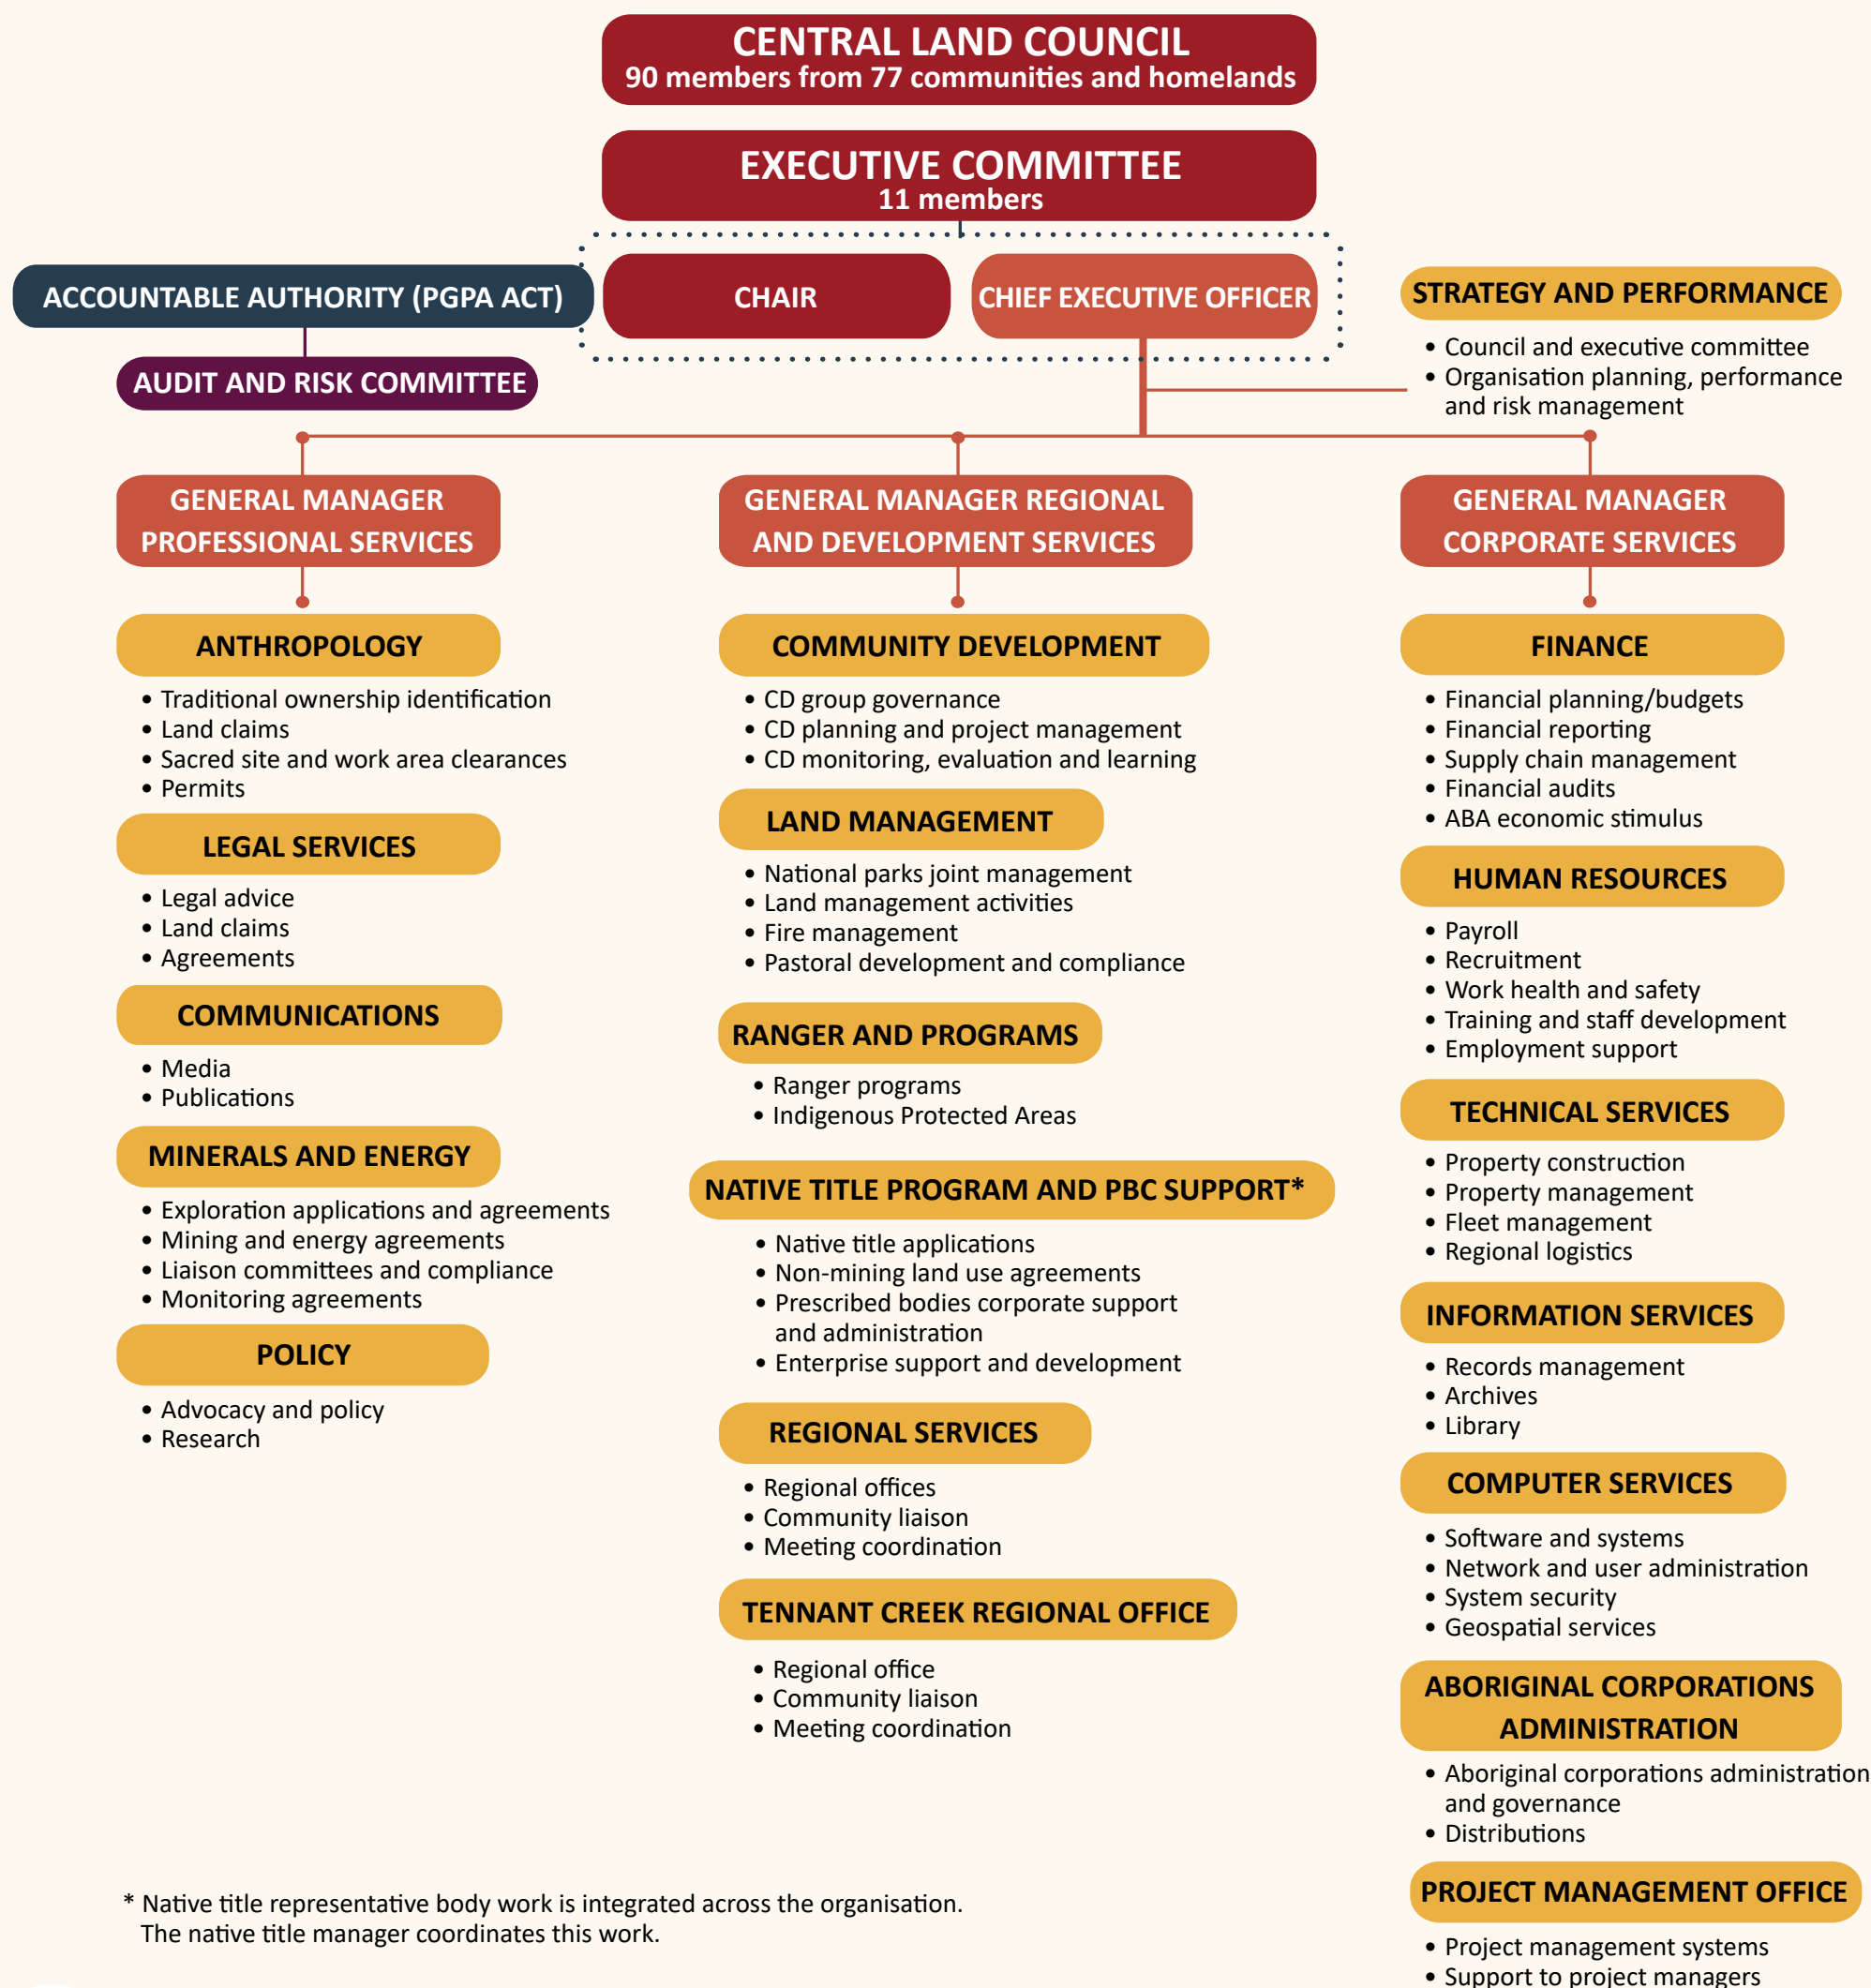 CENTRAL LAND COUNCIL
90 members from 77 communities and homelands
EXECUTIVE COMMITTEE
11 members
ACCOUNTABLE AUTHORITY (PGPA ACT)
CHAIR
CHIEF EXECUTIVE OFFICER
AUDIT AND RISK COMMITTEE
STRATEGY AND PERFORMANCE
• Council and executive committee
• Organisation planning, performance
and risk management
GENERAL MANAGER
PROFESSIONAL SERVICES
ANTHROPOLOGY
• Traditional ownership identification
• Land claims
• Sacred site and work area clearances
• Permits
LEGAL SERVICES
• Legal advice
• Land claims
• Agreements
COMMUNICATIONS
• Media
• Publications
MINERALS AND ENERGY
• Exploration applications and agreements
• Mining and energy agreements
• Liaison committees and compliance
• Monitoring agreements
POLICY
• Advocacy and policy
• Research
GENERAL MANAGER REGIONAL
AND DEVELOPMENT SERVICES
COMMUNITY DEVELOPMENT
• CD group governance
• CD planning and project management
• CD monitoring, evaluation and learning
LAND MANAGEMENT
• National parks joint management
• Land management activities
• Fire management
• Pastoral development and compliance
RANGER AND PROGRAMS
• Ranger programs
• Indigenous Protected Areas
NATIVE TITLE PROGRAM AND PBC SUPPORT*
• Native title applications
• Non-mining land use agreements
• Prescribed bodies corporate support
and administration
• Enterprise support and development
REGIONAL SERVICES
• Regional offices
• Community liaison
• Meeting coordination
TENNANT CREEK REGIONAL OFFICE
• Regional office
• Community liaison
• Meeting coordination
GENERAL MANAGER
CORPORATE SERVICES
FINANCE
• Financial planning/budgets
• Financial reporting
• Supply chain management
• Financial audits
• ABA economic stimulus
HUMAN RESOURCES
• Payroll
• Recruitment
• Work health and safety
• Training and staff development
• Employment support
TECHNICAL SERVICES
• Property construction
• Property management
• Fleet management
• Regional logistics
INFORMATION SERVICES
• Records management
• Archives
• Library
COMPUTER SERVICES
• Software and systems
• Network and user administration
• System security
• Geospatial services
ABORIGINAL CORPORATIONS
ADMINISTRATION
• Aboriginal corporations administration
and governance
• Distributions
PROJECT MANAGEMENT OFFICE
• Project management systems
• Support to project managers
* Native title representative body work is integrated across the organisation.
The native title manager coordinates this work.